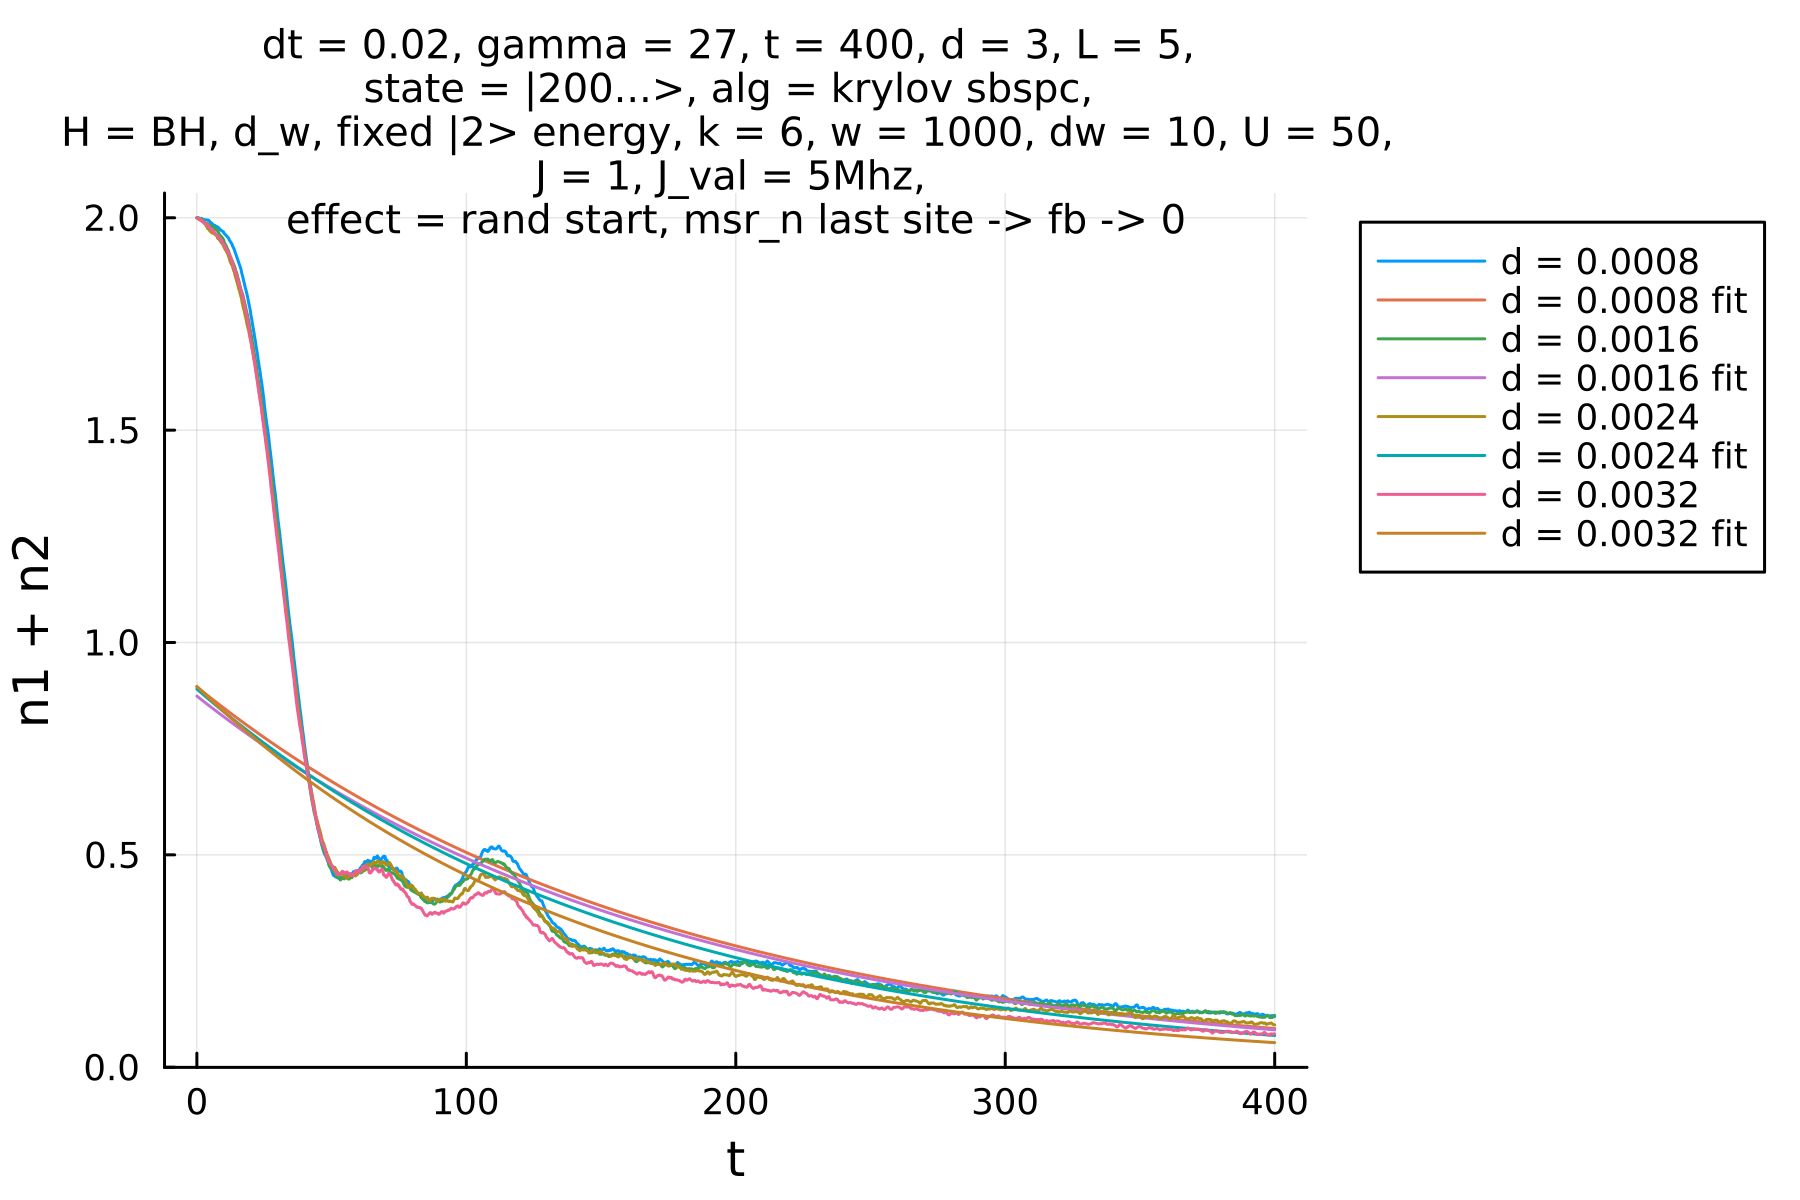 dt = 0.02, gamma = 27, t = 400, d = 3, L = 5,
state = |200...>, alg = krylov sbspc,
H = BH, d_w, fixed |2> energy, k = 6, w = 1000, dw = 10, U = 50,
J = 1, J_val = 5Mhz,
effect = rand start, msr_n last site -> fb -> 0
n1 + n2
2.0
1.5
1.0
0.5
0.0
0 100 200 300 400
t
d = 0.0008
d = 0.0008 fit
d = 0.0016
d = 0.0016 fit
d = 0.0024
d = 0.0024 fit
d = 0.0032
d = 0.0032 fit